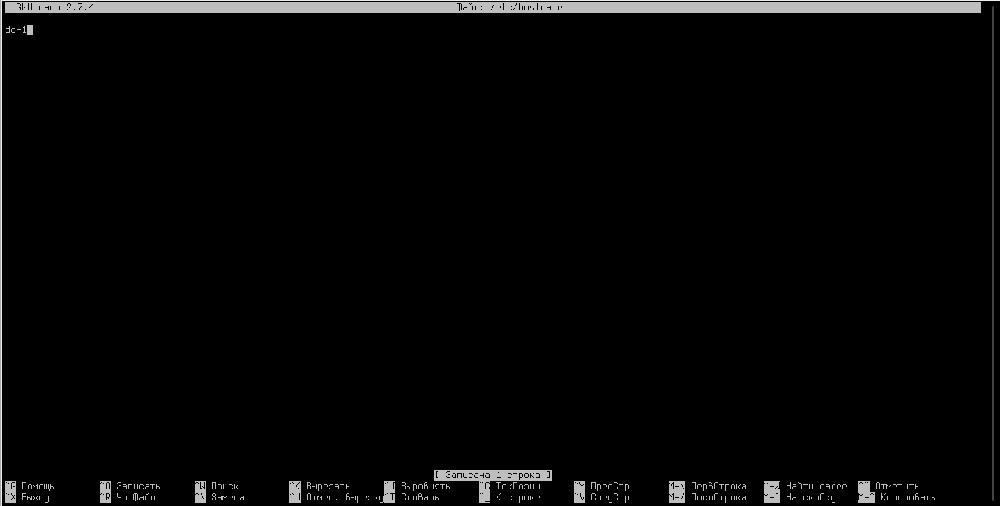 GNU nano 2.7.4 Файл: /etc/hostname
dc-1
[ Записана 1 строка ]
^G Помощь ^O Записать ^W Поиск ^K Вырезать ^J Выровнять ^C ТекПозиц ^Y ПредСтр M-\ ПервСтрока M-W Найти далее ^^ Отметить
^X Выход ^R ЧитФайл ^\ Замена ^U Отмен. Вырезку ^T Словарь ^_ К строке ^V СледСтр M-/ ПослСтрока M-] На скобку M-^ Копировать